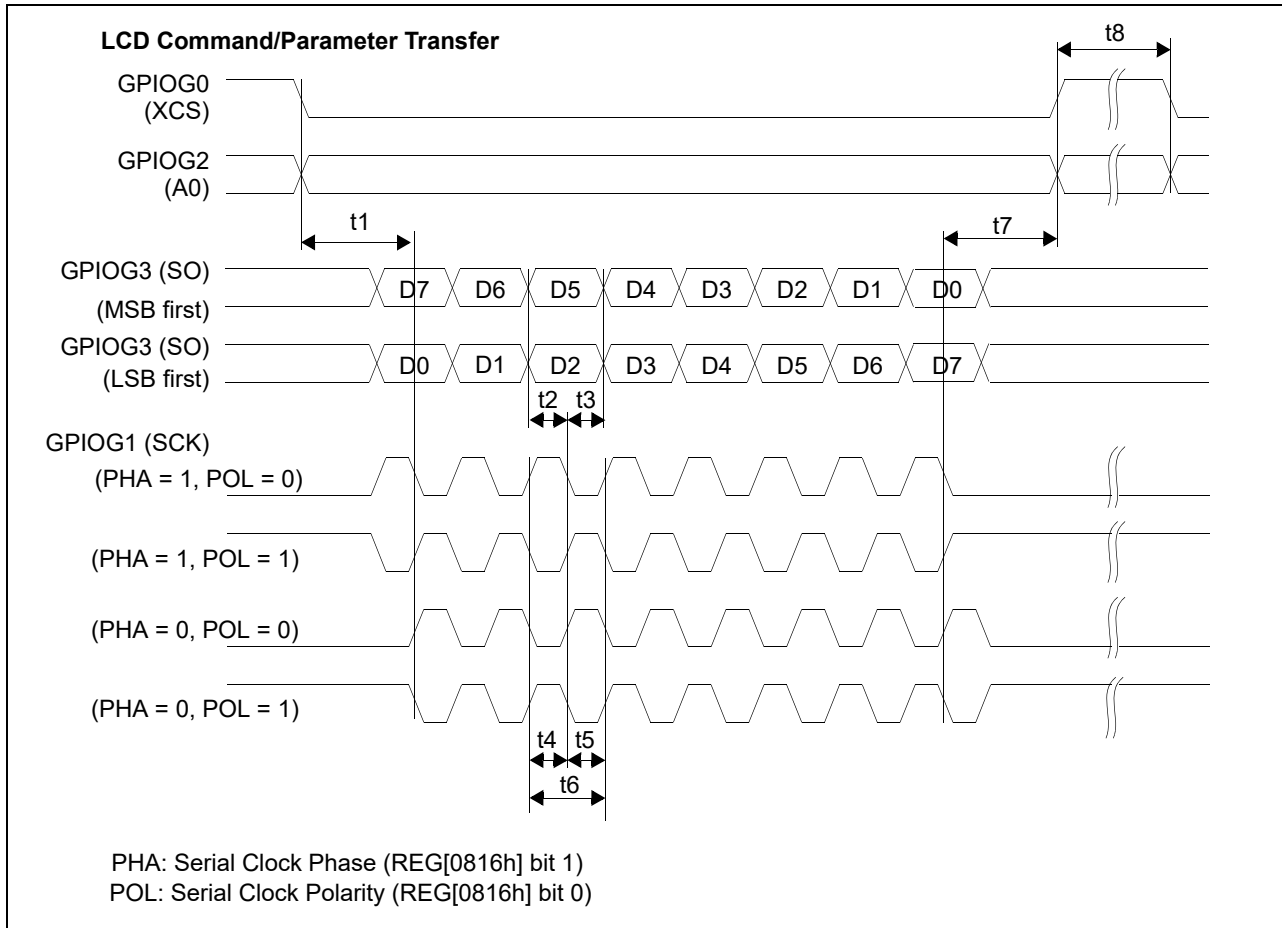 LCD Command/Parameter Transfer
t8
GPIOG0
(XCS)
GPIOG2
(A0)
t1
t7
GPIOG3 (SO)
(MSB first)
D7 D6 D5 D4 D3 D2 D1 D0
GPIOG3 (SO)
(LSB first)
D0 D1 D2 D3 D4 D5 D6 D7
t2 t3
GPIOG1 (SCK)
(PHA = 1, POL = 0)
(PHA = 1, POL = 1)
(PHA = 0, POL = 0)
(PHA = 0, POL = 1)
t4 t5
t6
PHA: Serial Clock Phase (REG[0816h] bit 1)
POL: Serial Clock Polarity (REG[0816h] bit 0)